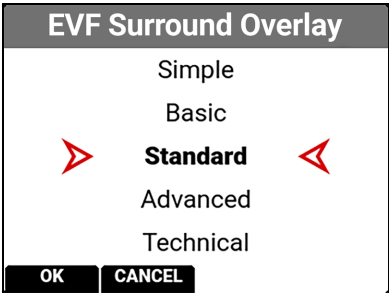 EVF Surround Overlay
Simple
Basic
Standard
Advanced
Technical
OK CANCEL